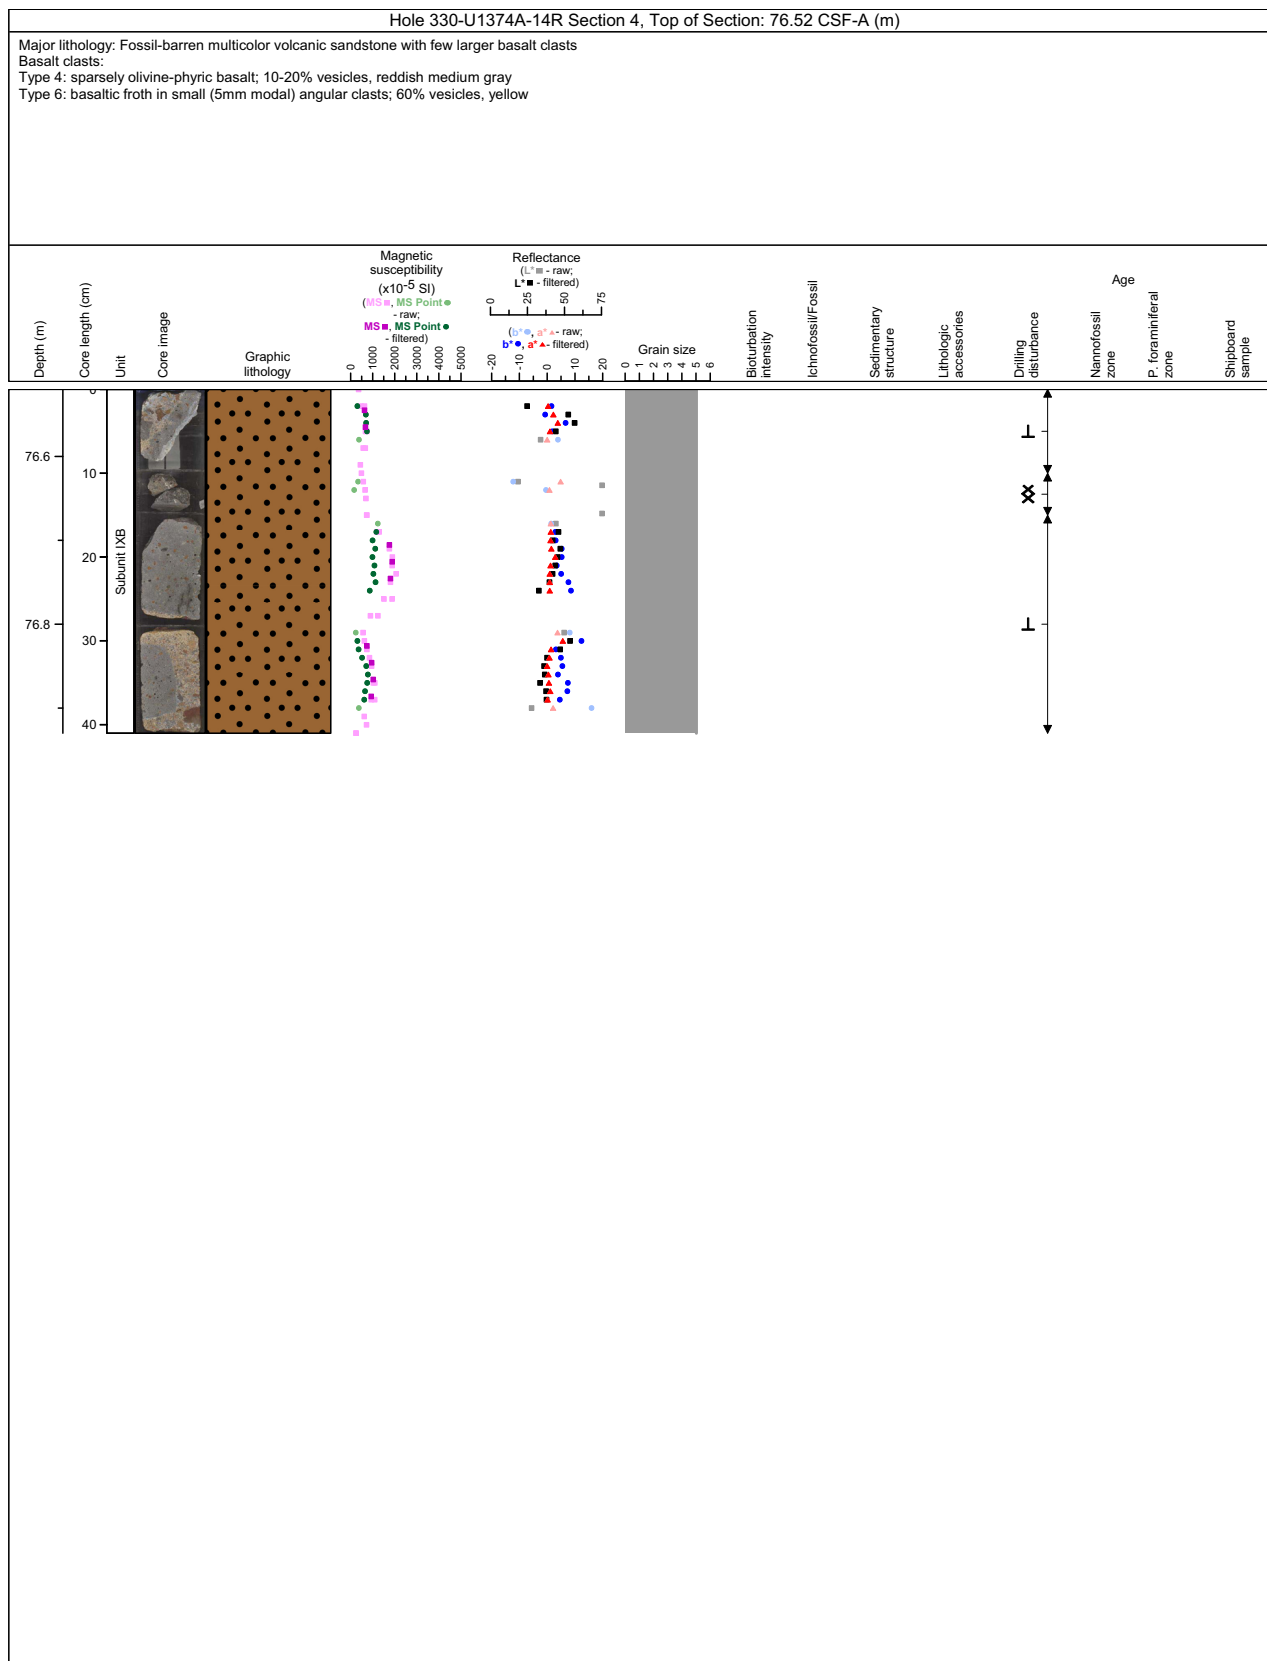 Hole 330-U1374A-14R Section 4, Top of Section: 76.52 CSF-A (m)
Major lithology: Fossil-barren multicolor volcanic sandstone with few larger basalt clasts
Basalt clasts:
Type 4: sparsely olivine-phyric basalt; 10-20% vesicles, reddish medium gray
Type 6: basaltic froth in small (5mm modal) angular clasts; 60% vesicles, yellow
Depth (m)
Core length (cm)
Unit
Core image
Graphic
lithology
Magnetic
susceptibility
(x10-5 SI)
(MS■, MS Point●
- raw;
MS■, MS Point●
- filtered)
0 1000 2000 3000 4000 5000
Reflectance
(L*■ - raw;
L*■ - filtered)
0 25 50 75
(b*●, a*▲- raw;
b*●, a*▲- filtered)
-20 -10 0 10 20
Grain size
0 1 2 3 4 5 6
Bioturbation
intensity
Ichnofossil/Fossil
Sedimentary
structure
Lithologic
accessories
Drilling
disturbance
Age
Nannofossil
zone
P. foraminiferal
zone
Shipboard
sample
0
76.6
10
20
Subunit IXB
76.8
30
40